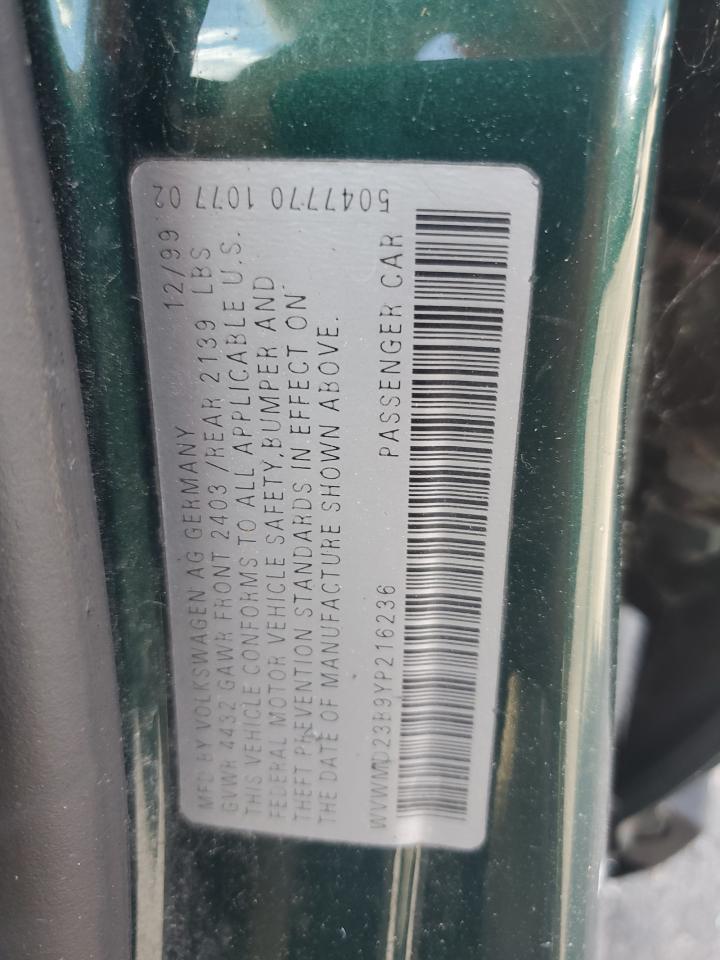 MFD BY VOLKSWAGEN AG GERMANY 12/99
GVWR 4432 GAWR FRONT 2403 /REAR 2139 LBS
THIS VEHICLE CONFORMS TO ALL APPLICABLE U.S.
FEDERAL MOTOR VEHICLE SAFETY,BUMPER AND
THEFT PREVENTION STANDARDS IN EFFECT ON
THE DATE OF MANUFACTURE SHOWN ABOVE.
WVWMD23B9YP216236 PASSENGER CAR
5047770 1077 02